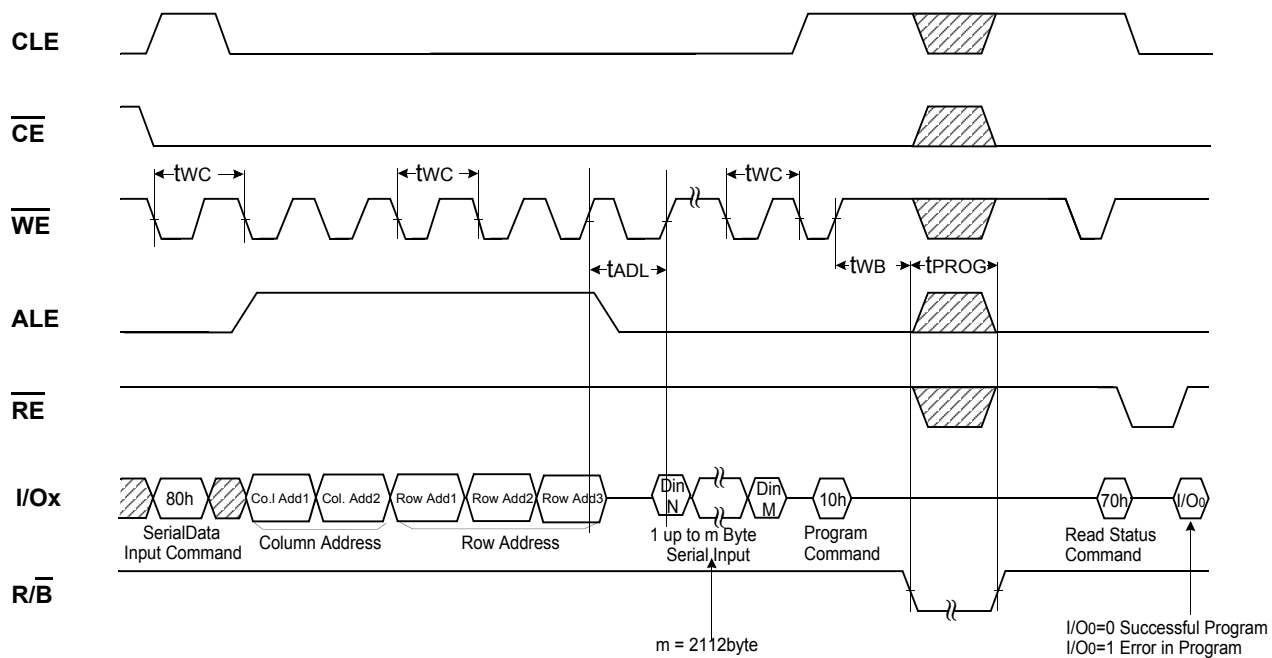 CLE
CE
tWC
tWC
tWC
WE
tADL
tWB
tPROG
ALE
RE
I/Ox
80h
Co.l Add1
Col. Add2
Row Add1
Row Add2
Row Add3
Din
N
Din
M
10h
70h
I/O0
SerialData
Input Command
Column Address
Row Address
1 up to m Byte
Serial Input
Program
Command
Read Status
Command
R/B
m = 2112byte
I/O0=0 Successful Program
I/O0=1 Error in Program